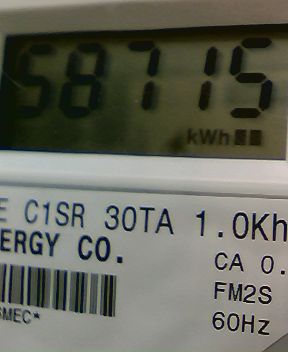 58715
kWh
E C1SR 30TA 1.0Kh
ERGY CO.
CA 0.
FM2S
SMEC*
60Hz